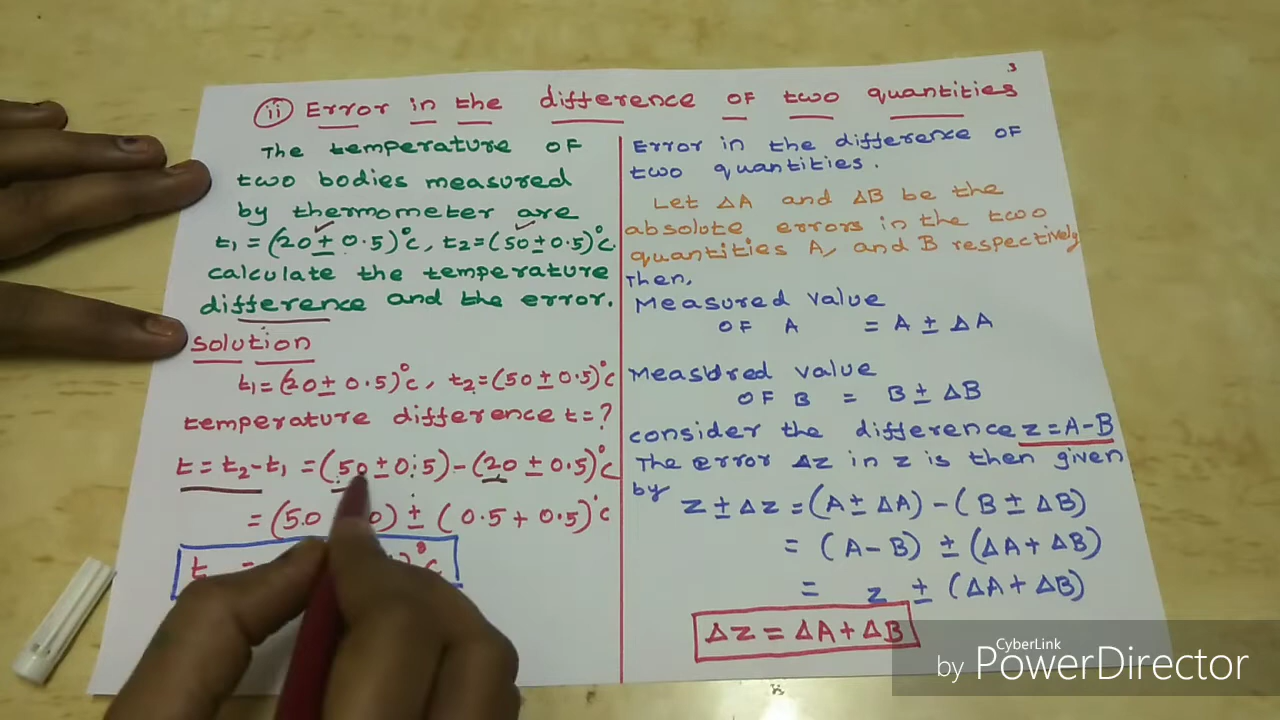 3
(ii) Error in the difference of two quantities
The temperature of
two bodies measured
by thermometer are
t₁ = (20 ± 0.5)°c, t₂ = (50 ± 0.5)°c.
calculate the temperature
difference and the error.
Solution
t₁ = (20 ± 0.5)°c, t₂ = (50 ± 0.5)°c
temperature difference t = ?
t = t₂ - t₁ = (50 ± 0.5) - (20 ± 0.5)°c
= (50 0) ± (0.5 + 0.5)°c
t = )°c
Error in the difference of
two quantities.
Let ΔA and ΔB be the
absolute errors in the two
quantities A, and B respectively
Then,
Measured value
of A = A ± ΔA
Measured value
of B = B ± ΔB
consider the difference z = A - B
The error Δz in z is then given
by
z ± Δz = (A ± ΔA) - (B ± ΔB)
= (A - B) ± (ΔA + ΔB)
= z ± (ΔA + ΔB)
Δz = ΔA + ΔB
CyberLink
by PowerDirector